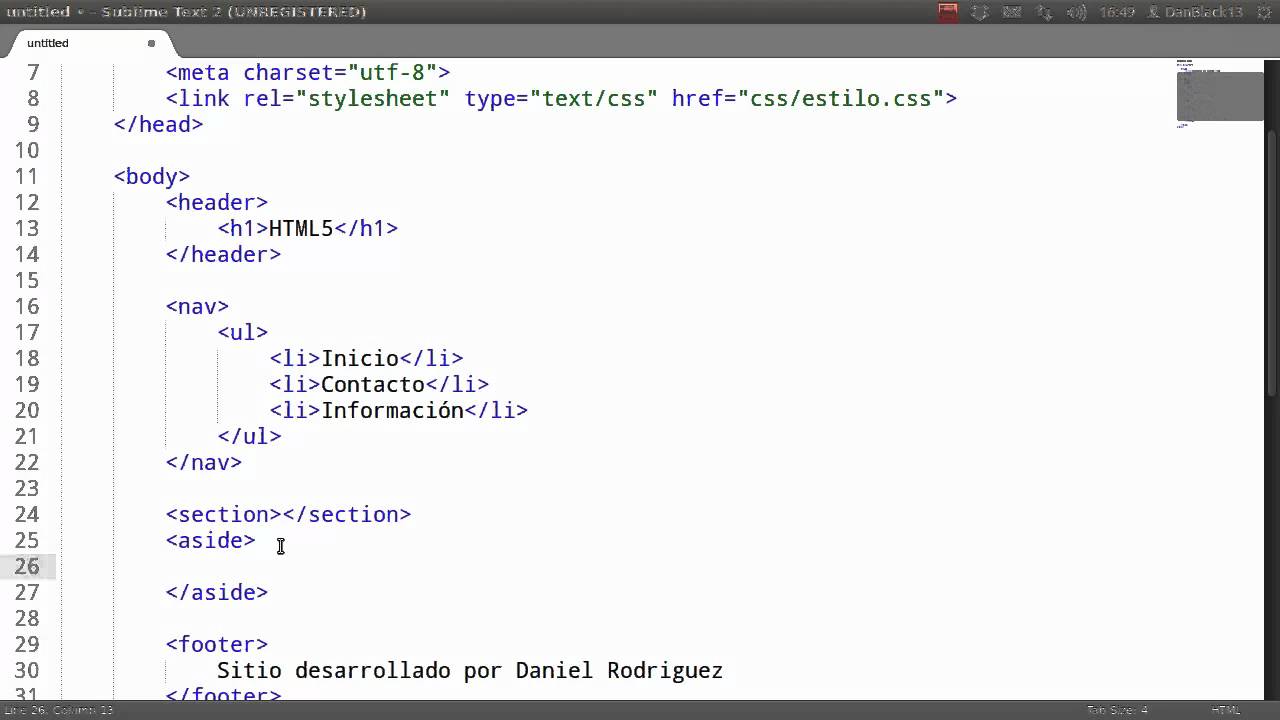 untitled • - Sublime Text 2 (UNREGISTERED)
16:49 DanBlack13
untitled
7 <meta charset="utf-8">
8 <link rel="stylesheet" type="text/css" href="css/estilo.css">
9 </head>
10
11 <body>
12 <header>
13 <h1>HTML5</h1>
14 </header>
15
16 <nav>
17 <ul>
18 <li>Inicio</li>
19 <li>Contacto</li>
20 <li>Información</li>
21 </ul>
22 </nav>
23
24 <section></section>
25 <aside>
26
27 </aside>
28
29 <footer>
30 Sitio desarrollado por Daniel Rodriguez
31 </footer>
Line 26, Column 13
Tab Size: 4 HTML